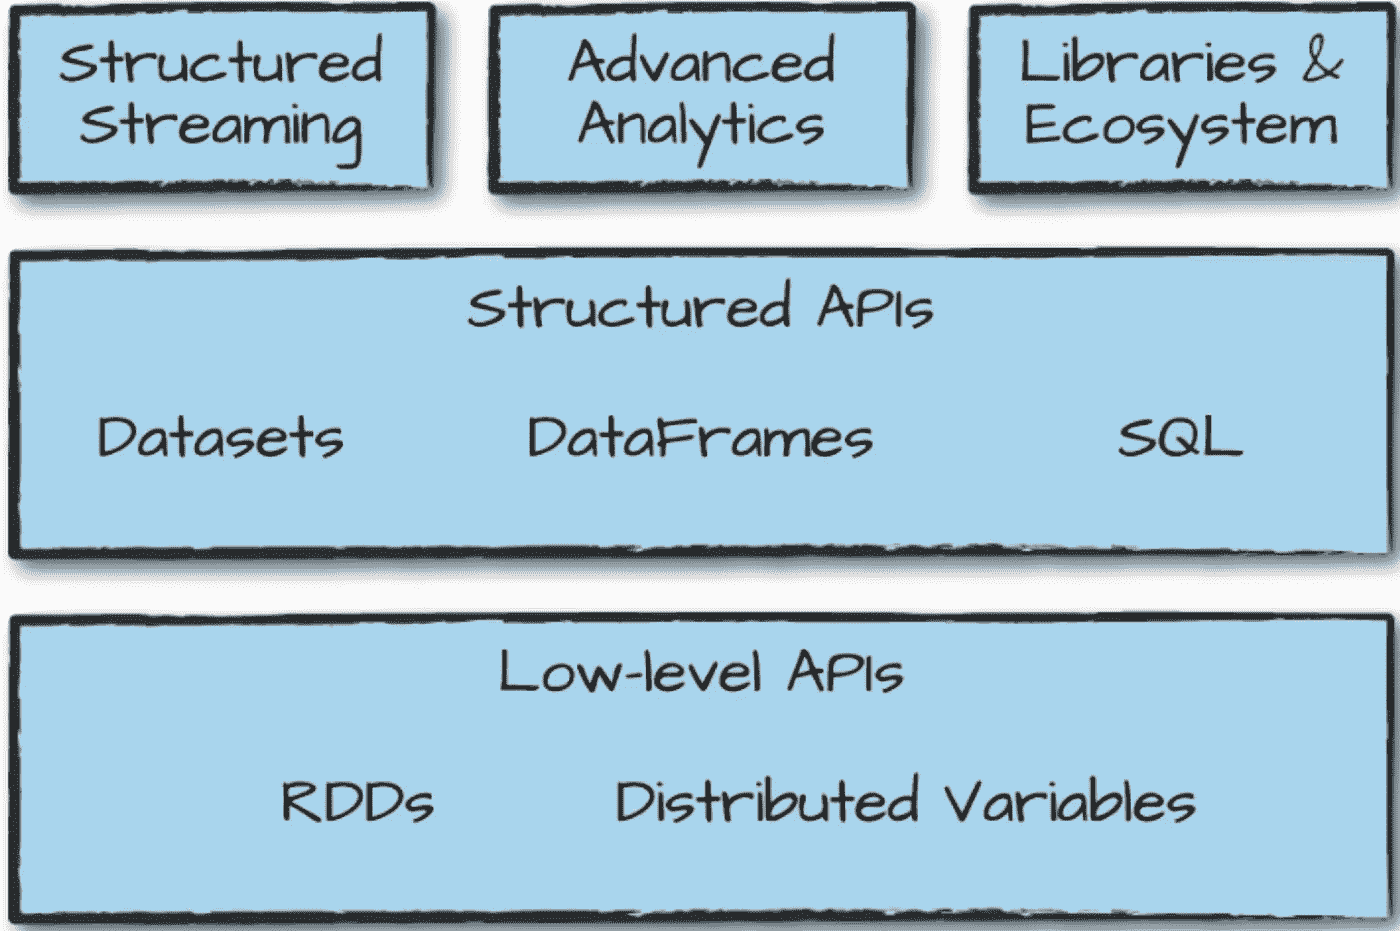 Structured
Streaming
Advanced
Analytics
Libraries &
Ecosystem
Structured APIs
Datasets DataFrames SQL
Low-level APIs
RDDs Distributed Variables